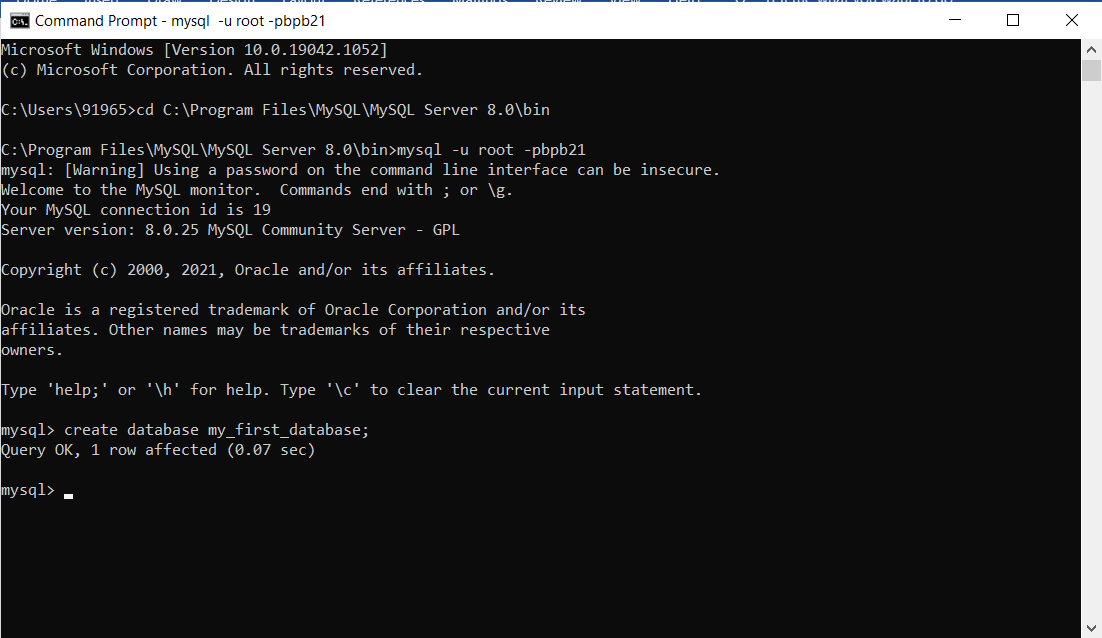 Command Prompt - mysql -u root -pbpb21
Microsoft Windows [Version 10.0.19042.1052]
(c) Microsoft Corporation. All rights reserved.
C:\Users\91965>cd C:\Program Files\MySQL\MySQL Server 8.0\bin
C:\Program Files\MySQL\MySQL Server 8.0\bin>mysql -u root -pbpb21
mysql: [Warning] Using a password on the command line interface can be insecure.
Welcome to the MySQL monitor.  Commands end with ; or \g.
Your MySQL connection id is 19
Server version: 8.0.25 MySQL Community Server - GPL
Copyright (c) 2000, 2021, Oracle and/or its affiliates.
Oracle is a registered trademark of Oracle Corporation and/or its
affiliates. Other names may be trademarks of their respective
owners.
Type 'help;' or '\h' for help. Type '\c' to clear the current input statement.
mysql> create database my_first_database;
Query OK, 1 row affected (0.07 sec)
mysql>